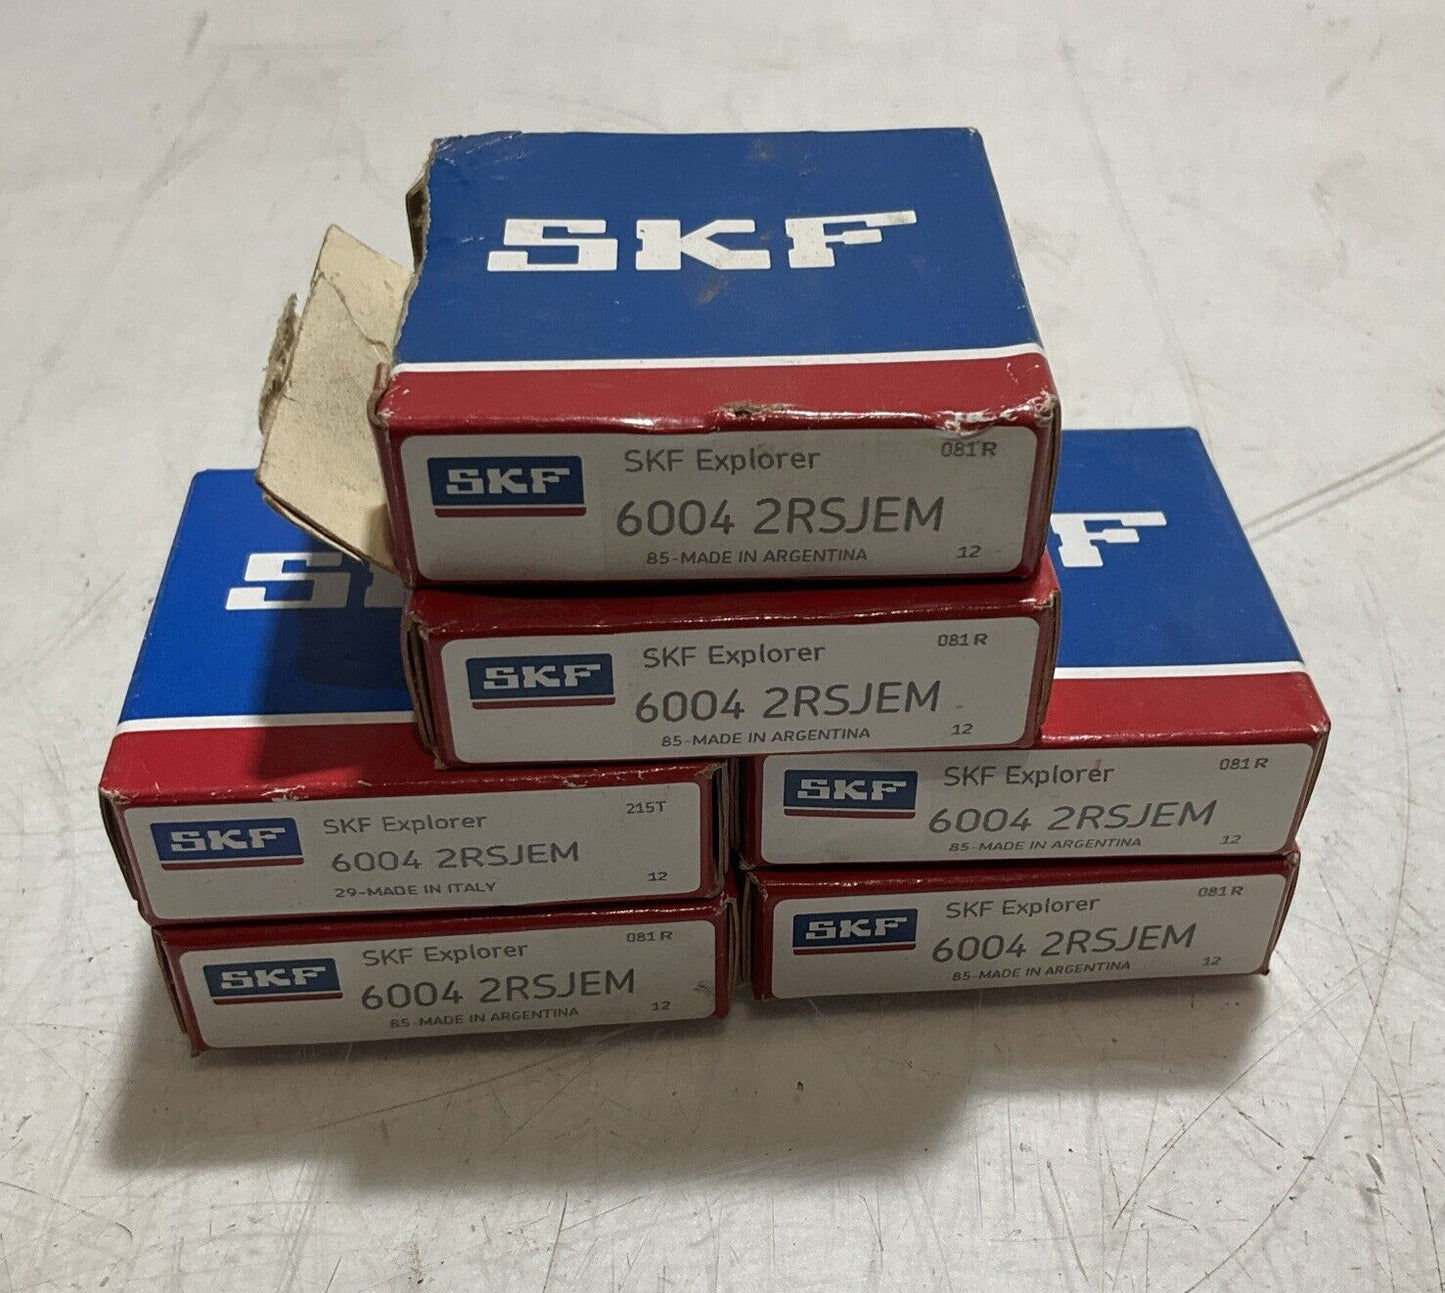 SKF
SKF
SKF Explorer
081 R
6004 2RSJEM
85-MADE IN ARGENTINA
12
SKF
SKF Explorer
081 R
6004 2RSJEM
85-MADE IN ARGENTINA
12
S
F
SKF
SKF Explorer
215T
6004 2RSJEM
29-MADE IN ITALY
12
SKF
SKF Explorer
081 R
6004 2RSJEM
85-MADE IN ARGENTINA
12
SKF
SKF Explorer
081 R
6004 2RSJEM
85-MADE IN ARGENTINA
12
SKF
SKF Explorer
081 R
6004 2RSJEM
85-MADE IN ARGENTINA
12